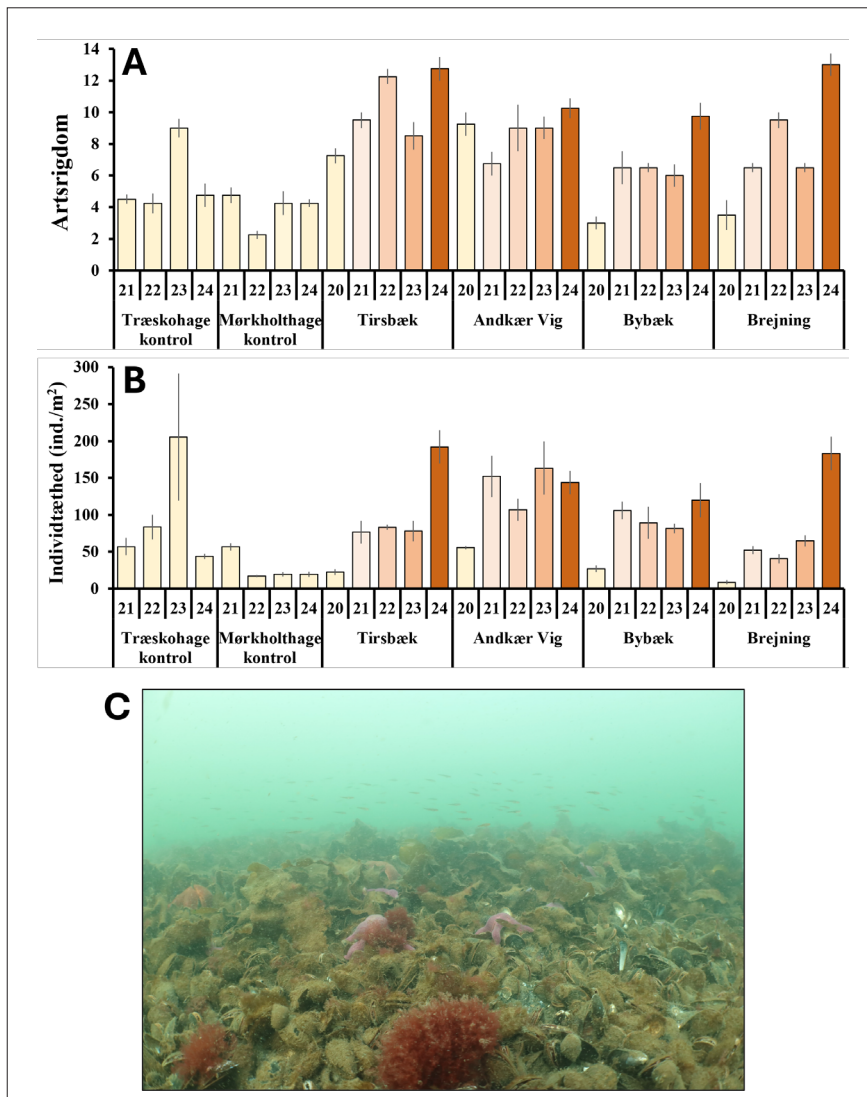 A
Artsrigdom
14
12
10
8
6
4
2
0
21 22 23 24 21 22 23 24 20 21 22 23 24 20 21 22 23 24 20 21 22 23 24 20 21 22 23 24
Træskohage kontrol Mørkholthage kontrol Tirsbæk Andkær Vig Bybæk Brejning
B
Individtæthed (ind./m²)
300
250
200
150
100
50
0
21 22 23 24 21 22 23 24 20 21 22 23 24 20 21 22 23 24 20 21 22 23 24 20 21 22 23 24
Træskohage kontrol Mørkholthage kontrol Tirsbæk Andkær Vig Bybæk Brejning
C